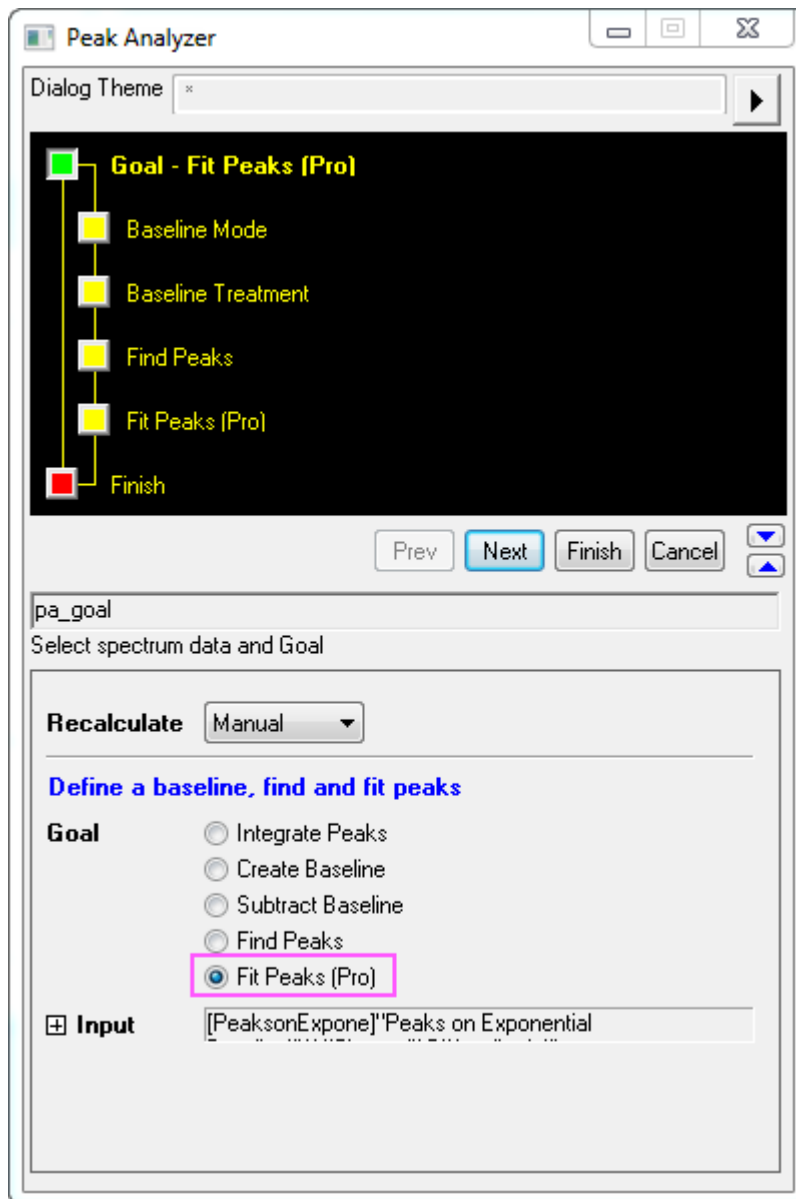 Peak Analyzer
Dialog Theme *
Goal - Fit Peaks (Pro)
Baseline Mode
Baseline Treatment
Find Peaks
Fit Peaks (Pro)
Finish
Prev Next Finish Cancel
pa_goal
Select spectrum data and Goal
Recalculate Manual
Define a baseline, find and fit peaks
Goal Integrate Peaks
Create Baseline
Subtract Baseline
Find Peaks
Fit Peaks (Pro)
Input [PeaksonExpone]"Peaks on Exponential